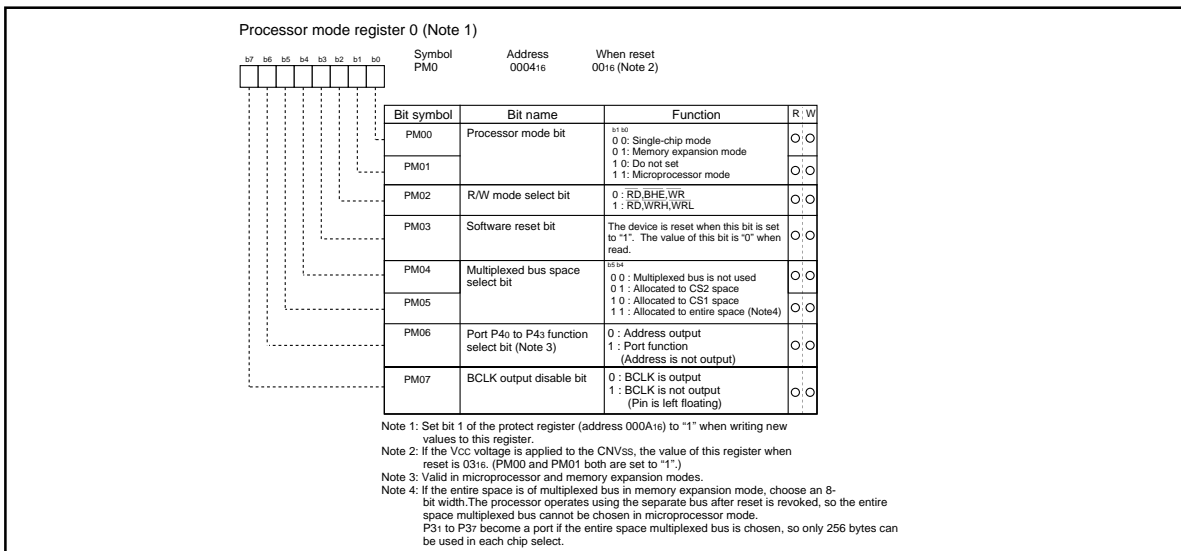 Processor mode register 0 (Note 1)
b7 b6 b5 b4 b3 b2 b1 b0
Symbol Address When reset
PM0 000416 0016 (Note 2)
Bit symbol Bit name Function R W
PM00 Processor mode bit
b1 b0
0 0: Single-chip mode
0 1: Memory expansion mode
1 0: Do not set
1 1: Microprocessor mode
PM01
PM02 R/W mode select bit
0 : RD,BHE,WR
1 : RD,WRH,WRL
PM03 Software reset bit
The device is reset when this bit is set
to “1”. The value of this bit is “0” when
read.
PM04 Multiplexed bus space
select bit
b5 b4
0 0 : Multiplexed bus is not used
0 1 : Allocated to CS2 space
1 0 : Allocated to CS1 space
1 1 : Allocated to entire space (Note4)
PM05
PM06 Port P40 to P43 function
select bit (Note 3)
0 : Address output
1 : Port function
(Address is not output)
PM07 BCLK output disable bit
0 : BCLK is output
1 : BCLK is not output
(Pin is left floating)
Note 1: Set bit 1 of the protect register (address 000A16) to “1” when writing new
values to this register.
Note 2: If the VCC voltage is applied to the CNVSS, the value of this register when
reset is 0316. (PM00 and PM01 both are set to “1”.)
Note 3: Valid in microprocessor and memory expansion modes.
Note 4: If the entire space is of multiplexed bus in memory expansion mode, choose an 8-
bit width.The processor operates using the separate bus after reset is revoked, so the entire
space multiplexed bus cannot be chosen in microprocessor mode.
P31 to P37 become a port if the entire space multiplexed bus is chosen, so only 256 bytes can
be used in each chip select.